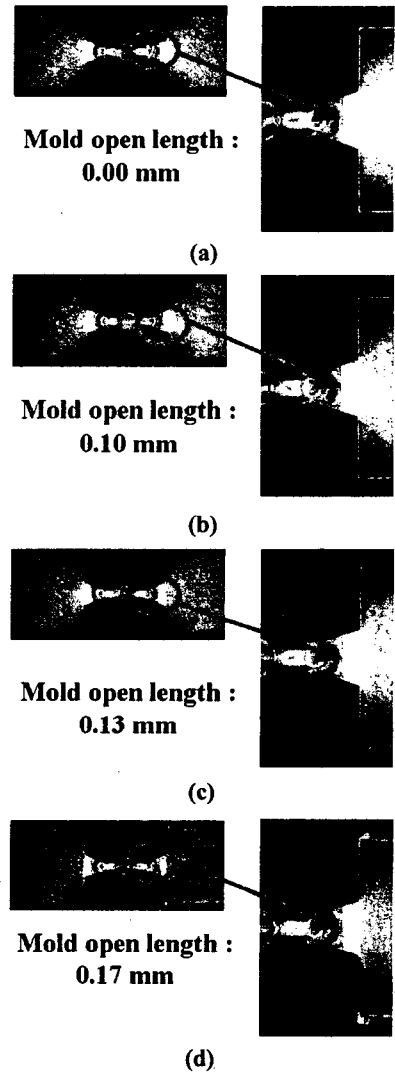 Mold open length :
0.00 mm
(a)
Mold open length :
0.10 mm
(b)
Mold open length :
0.13 mm
(c)
Mold open length :
0.17 mm
(d)